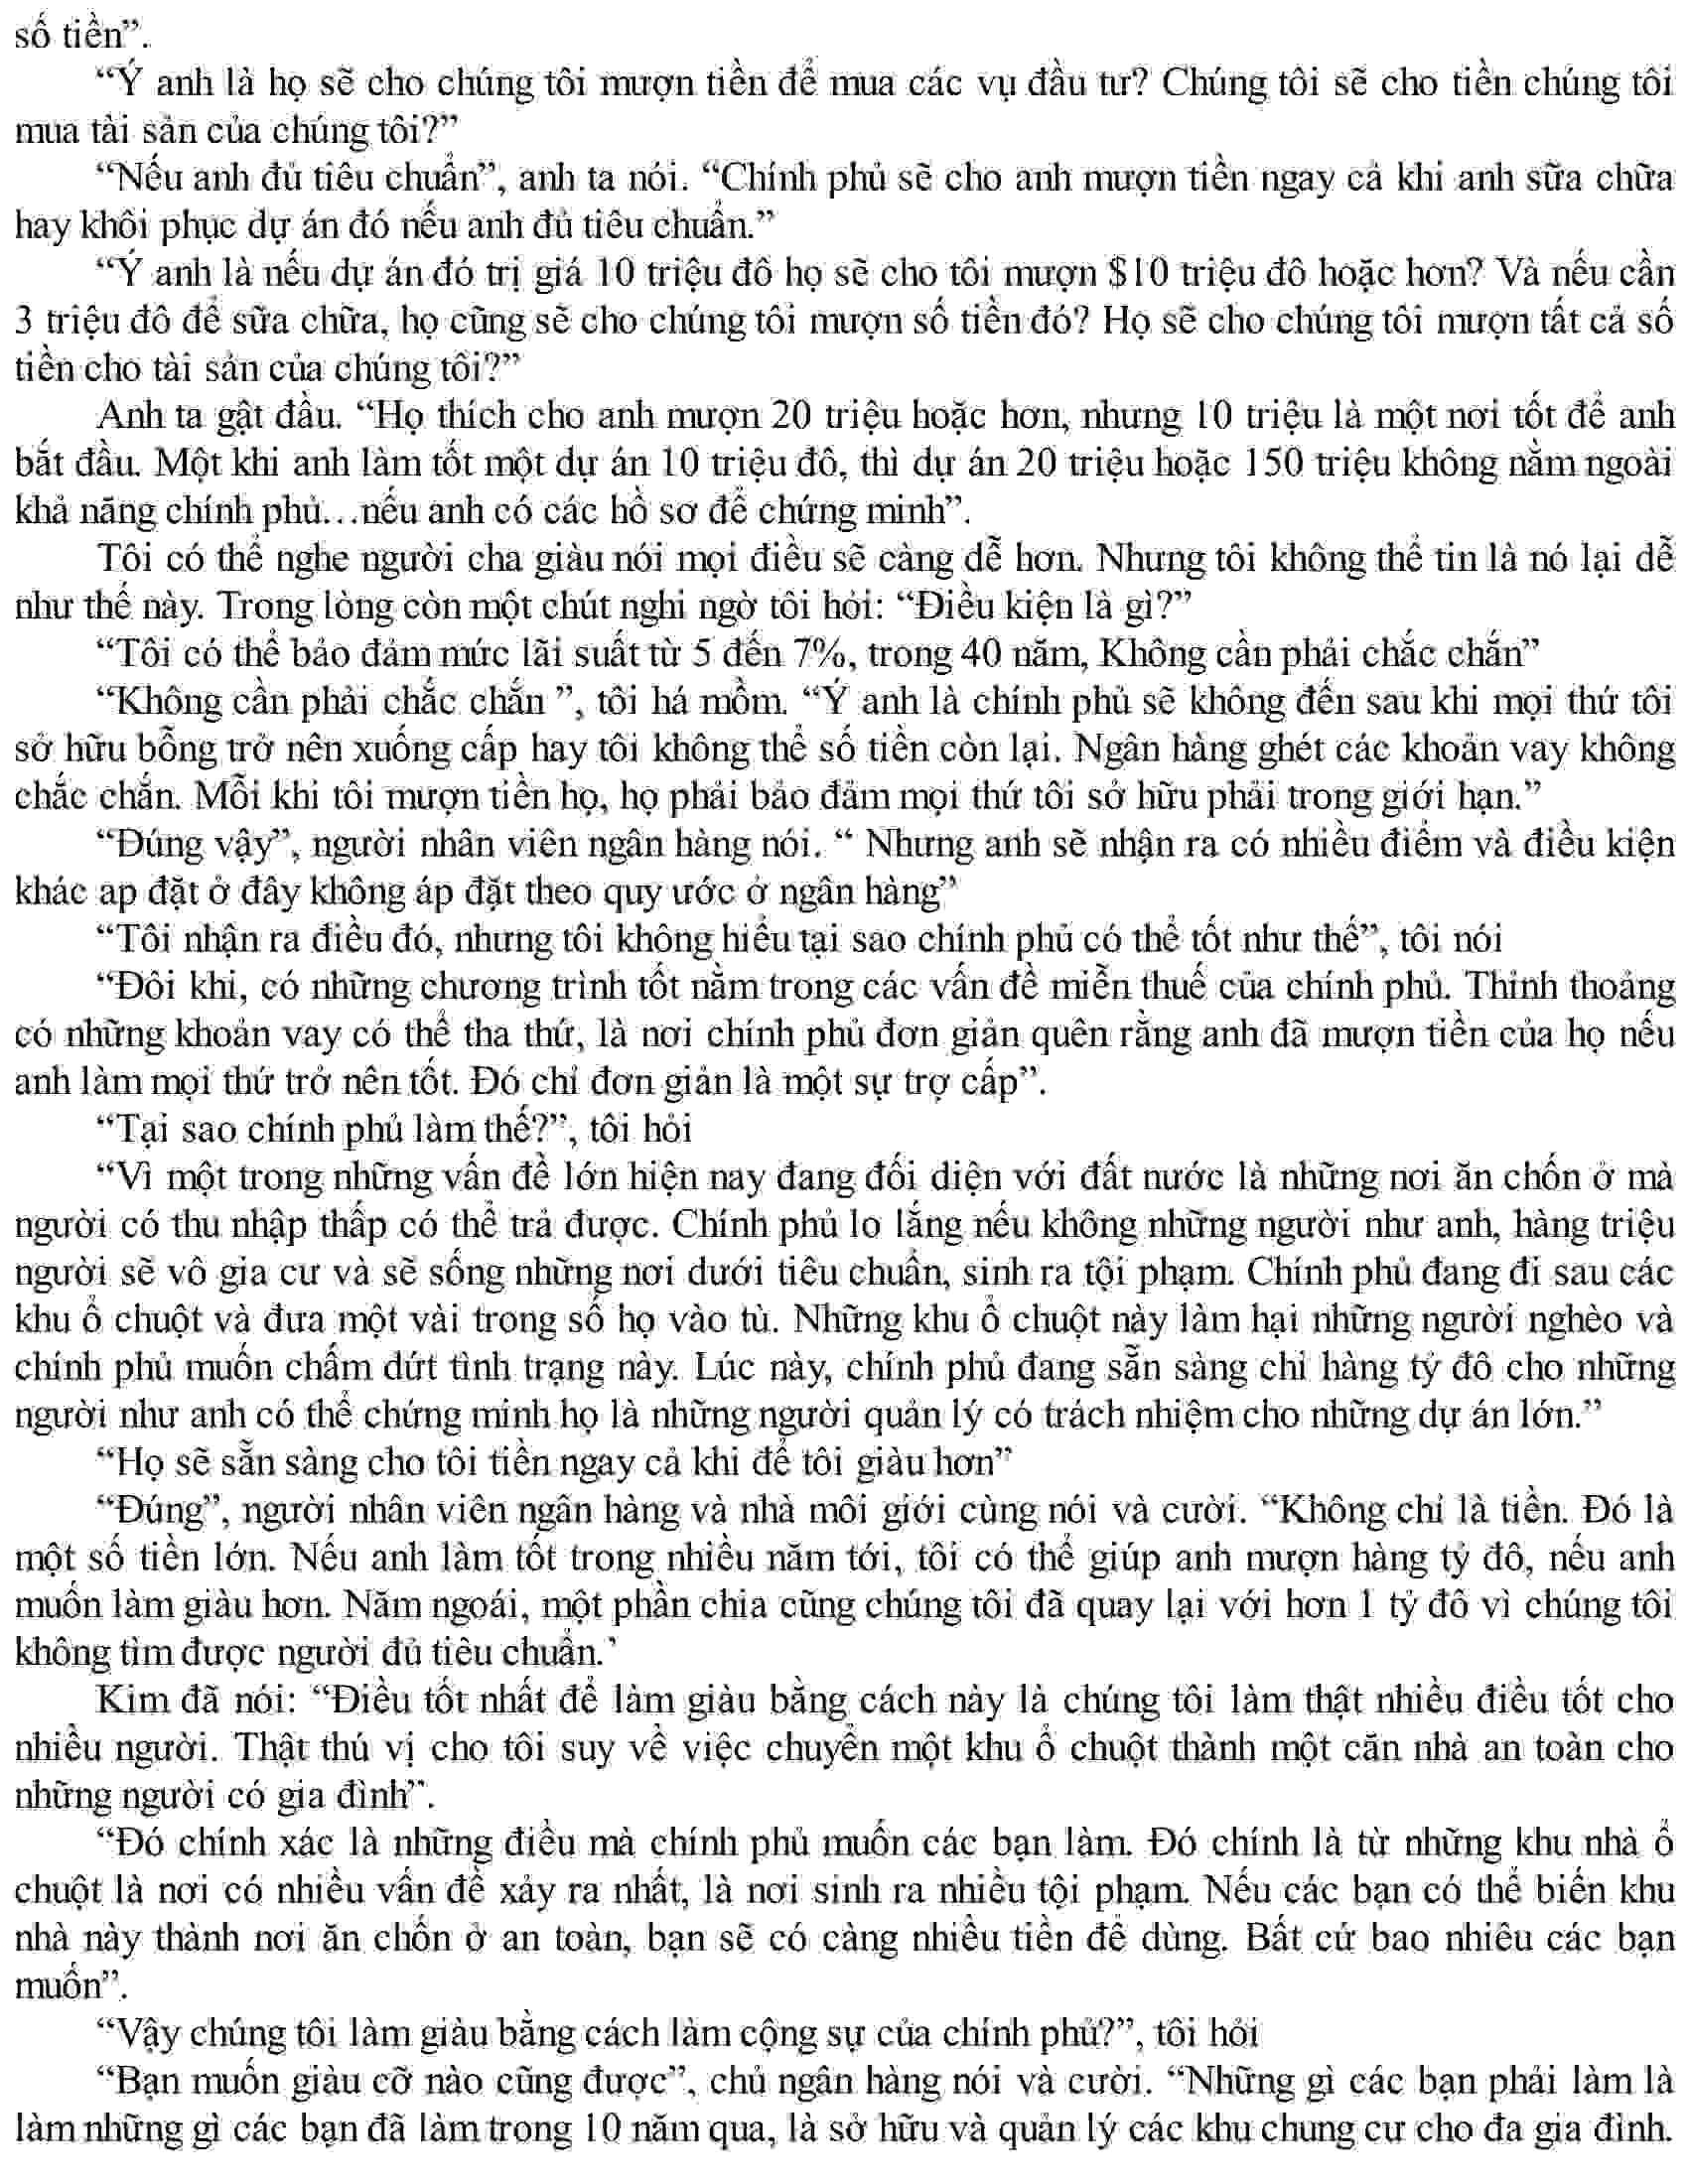 số tiền”.
“Ý anh là họ sẽ cho chúng tôi mượn tiền để mua các vụ đầu tư? Chúng tôi sẽ cho tiền chúng tôi
mua tài sản của chúng tôi?”
“Nếu anh đủ tiêu chuẩn”, anh ta nói. “Chính phủ sẽ cho anh mượn tiền ngay cả khi anh sữa chữa
hay khôi phục dự án đó nếu anh đủ tiêu chuẩn.”
“Ý anh là nếu dự án đó trị giá 10 triệu đô họ sẽ cho tôi mượn $10 triệu đô hoặc hơn? Và nếu cần
3 triệu đô để sữa chữa, họ cũng sẽ cho chúng tôi mượn số tiền đó? Họ sẽ cho chúng tôi mượn tất cả số
tiền cho tài sản của chúng tôi?”
Anh ta gật đầu. “Họ thích cho anh mượn 20 triệu hoặc hơn, nhưng 10 triệu là một nơi tốt để anh
bắt đầu. Một khi anh làm tốt một dự án 10 triệu đô, thì dự án 20 triệu hoặc 150 triệu không nằm ngoài
khả năng chính phủ…nếu anh có các hồ sơ để chứng minh”.
Tôi có thể nghe người cha giàu nói mọi điều sẽ càng dễ hơn. Nhưng tôi không thể tin là nó lại dễ
như thế này. Trong lòng còn một chút nghi ngờ tôi hỏi: “Điều kiện là gì?”
“Tôi có thể bảo đảm mức lãi suất từ 5 đến 7%, trong 40 năm, Không cần phải chắc chắn”
“Không cần phải chắc chắn ”, tôi há mồm. “Ý anh là chính phủ sẽ không đến sau khi mọi thứ tôi
sở hữu bỗng trở nên xuống cấp hay tôi không thể số tiền còn lại. Ngân hàng ghét các khoản vay không
chắc chắn. Mỗi khi tôi mượn tiền họ, họ phải bảo đảm mọi thứ tôi sở hữu phải trong giới hạn.”
“Đúng vậy”, người nhân viên ngân hàng nói. “ Nhưng anh sẽ nhận ra có nhiều điểm và điều kiện
khác ap đặt ở đây không áp đặt theo quy ước ở ngân hàng”
“Tôi nhận ra điều đó, nhưng tôi không hiểu tại sao chính phủ có thể tốt như thế”, tôi nói
“Đôi khi, có những chương trình tốt nằm trong các vấn đề miễn thuế của chính phủ. Thỉnh thoảng
có những khoản vay có thể tha thứ, là nơi chính phủ đơn giản quên rằng anh đã mượn tiền của họ nếu
anh làm mọi thứ trở nên tốt. Đó chỉ đơn giản là một sự trợ cấp”.
“Tại sao chính phủ làm thế?”, tôi hỏi
“Vì một trong những vấn đề lớn hiện nay đang đối diện với đất nước là những nơi ăn chốn ở mà
người có thu nhập thấp có thể trả được. Chính phủ lo lắng nếu không những người như anh, hàng triệu
người sẽ vô gia cư và sẽ sống những nơi dưới tiêu chuẩn, sinh ra tội phạm. Chính phủ đang đi sau các
khu ổ chuột và đưa một vài trong số họ vào tù. Những khu ổ chuột này làm hại những người nghèo và
chính phủ muốn chấm dứt tình trạng này. Lúc này, chính phủ đang sẵn sàng chi hàng tỷ đô cho những
người như anh có thể chứng minh họ là những người quản lý có trách nhiệm cho những dự án lớn.”
“Họ sẽ sẵn sàng cho tôi tiền ngay cả khi để tôi giàu hơn”
“Đúng”, người nhân viên ngân hàng và nhà môi giới cùng nói và cười. “Không chỉ là tiền. Đó là
một số tiền lớn. Nếu anh làm tốt trong nhiều năm tới, tôi có thể giúp anh mượn hàng tỷ đô, nếu anh
muốn làm giàu hơn. Năm ngoái, một phần chia cũng chúng tôi đã quay lại với hơn 1 tỷ đô vì chúng tôi
không tìm được người đủ tiêu chuẩn.’
Kim đã nói: “Điều tốt nhất để làm giàu bằng cách này là chúng tôi làm thật nhiều điều tốt cho
nhiều người. Thật thú vị cho tôi suy về việc chuyển một khu ổ chuột thành một căn nhà an toàn cho
những người có gia đình”.
“Đó chính xác là những điều mà chính phủ muốn các bạn làm. Đó chính là từ những khu nhà ổ
chuột là nơi có nhiều vấn đề xảy ra nhất, là nơi sinh ra nhiều tội phạm. Nếu các bạn có thể biến khu
nhà này thành nơi ăn chốn ở an toàn, bạn sẽ có càng nhiều tiền để dùng. Bất cứ bao nhiêu các bạn
muốn”.
“Vậy chúng tôi làm giàu bằng cách làm cộng sự của chính phủ?”, tôi hỏi
“Bạn muốn giàu cỡ nào cũng được”, chủ ngân hàng nói và cười. “Những gì các bạn phải làm là
làm những gì các bạn đã làm trong 10 năm qua, là sở hữu và quản lý các khu chung cư cho đa gia đình.